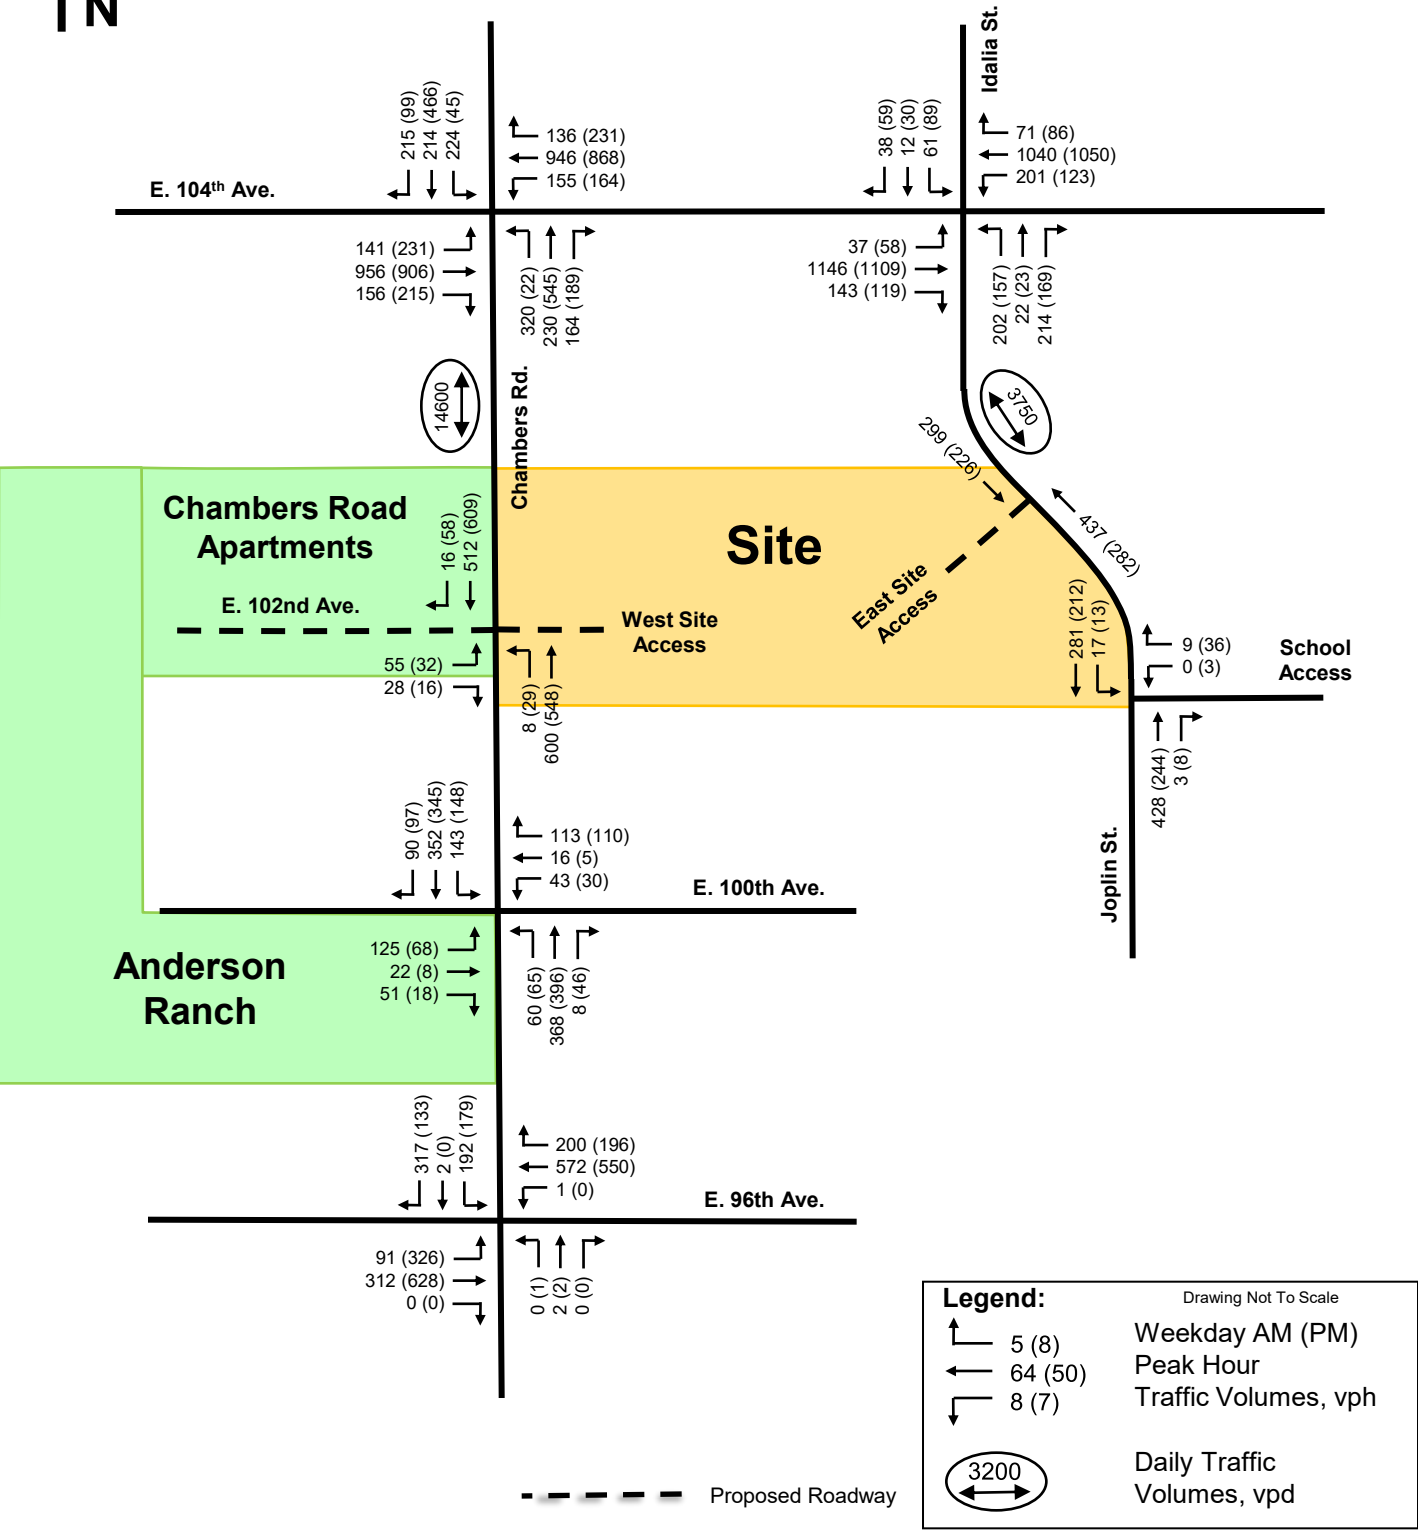 N
Idalia St.
215 (99)
214 (466)
224 (45)
136 (231)
946 (868)
155 (164)
38 (59)
12 (30)
61 (89)
71 (86)
1040 (1050)
201 (123)
E. 104th Ave.
141 (231)
956 (906)
156 (215)
320 (22)
230 (545)
164 (189)
37 (58)
1146 (1109)
143 (119)
202 (157)
22 (23)
214 (169)
14600
Chambers Rd.
3750
299 (226)
437 (282)
Chambers Road
Apartments
16 (58)
512 (609)
Site
E. 102nd Ave.
West Site
Access
East Site
Access
281 (212)
17 (13)
9 (36)
0 (3)
School
Access
55 (32)
28 (16)
8 (29)
600 (548)
428 (244)
3 (8)
90 (97)
352 (345)
143 (148)
113 (110)
16 (5)
43 (30)
E. 100th Ave.
Joplin St.
Anderson
Ranch
125 (68)
22 (8)
51 (18)
60 (65)
368 (396)
8 (46)
317 (133)
2 (0)
192 (179)
200 (196)
572 (550)
1 (0)
E. 96th Ave.
91 (326)
312 (628)
0 (0)
0 (1)
2 (2)
0 (0)
Legend:
Drawing Not To Scale
5 (8)
64 (50)
8 (7)
Weekday AM (PM)
Peak Hour
Traffic Volumes, vph
3200
Daily Traffic
Volumes, vpd
Proposed Roadway